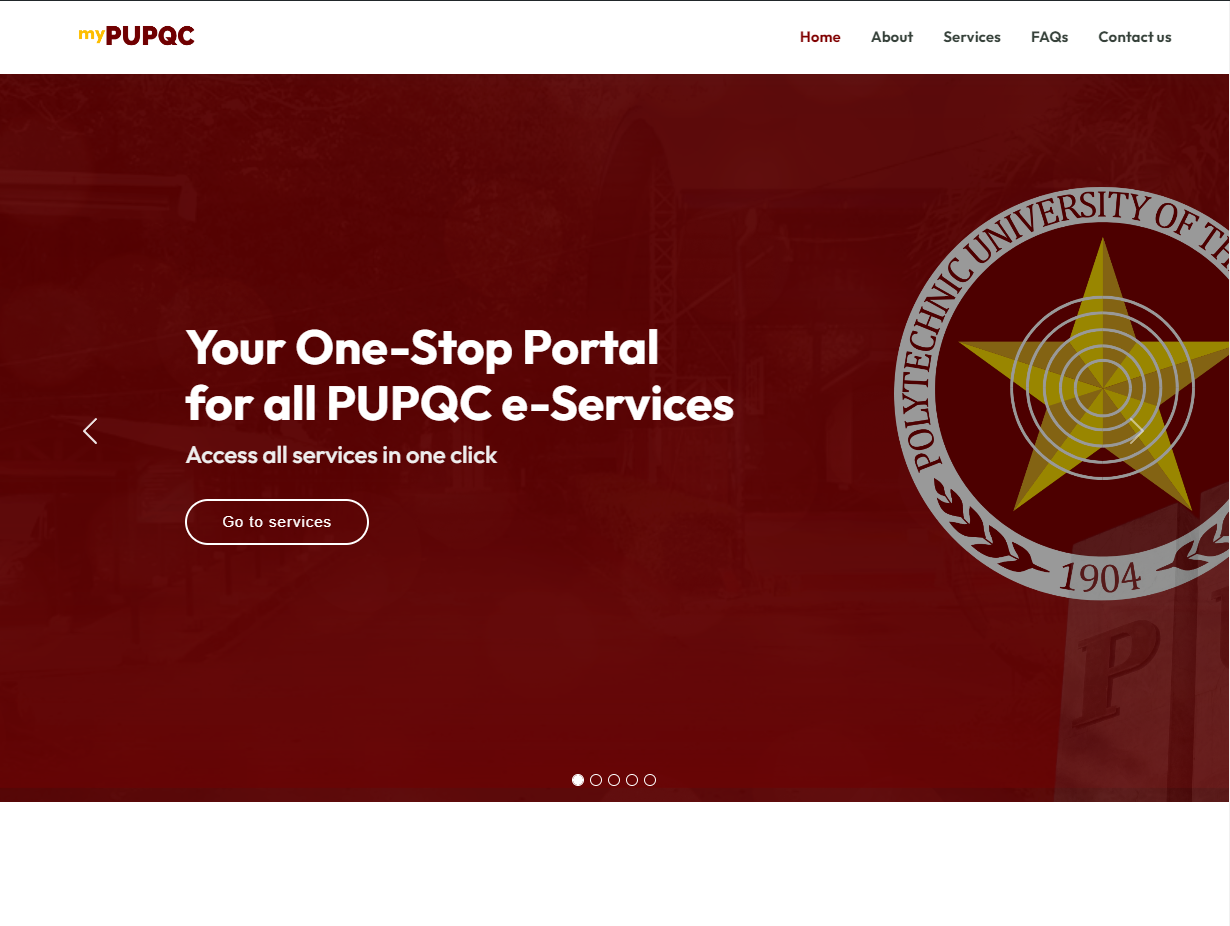 myPUPQC
Home About Services FAQs Contact us
POLYTECHNIC UNIVERSITY OF
Your One-Stop Portal
for all PUPQC e-Services
Access all services in one click
Go to services
1904
P